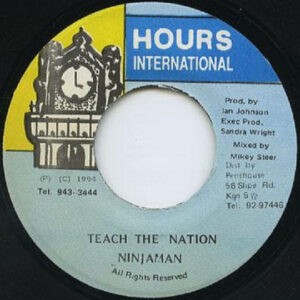 HOURS
INTERNATIONAL
Prod. by
Ian Johnson
Exec Prod.
Sandra Wright
Mixed by
Mikey Steer
Dist by
Penthouse
56 Slipe Rd.
Kgn 5
Tel. 92-97446
(P) (C) 1994
Tel. 943-3444
TEACH THE NATION
NINJAMAN
All Rights Reserved